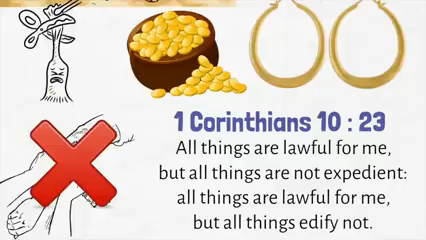 1 Corinthians 10 : 23
All things are lawful for me,
but all things are not expedient:
all things are lawful for me,
but all things edify not.